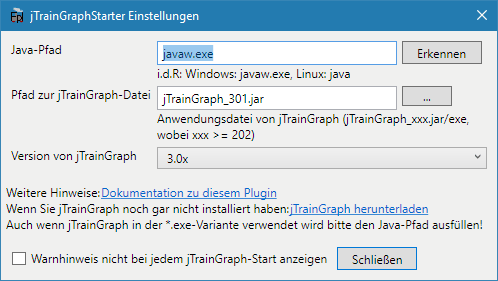 Fpl jTrainGraphStarter Einstellungen
Java-Pfad javaw.exe Erkennen
i.d.R: Windows: javaw.exe, Linux: java
Pfad zur jTrainGraph-Datei jTrainGraph_301.jar ...
Anwendungsdatei von jTrainGraph (jTrainGraph_xxx.jar/exe,
wobei xxx >= 202)
Version von jTrainGraph 3.0x
Weitere Hinweise:Dokumentation zu diesem Plugin
Wenn Sie jTrainGraph noch gar nicht installiert haben:jTrainGraph herunterladen
Auch wenn jTrainGraph in der *.exe-Variante verwendet wird bitte den Java-Pfad ausfüllen!
Warnhinweis nicht bei jedem jTrainGraph-Start anzeigen Schließen